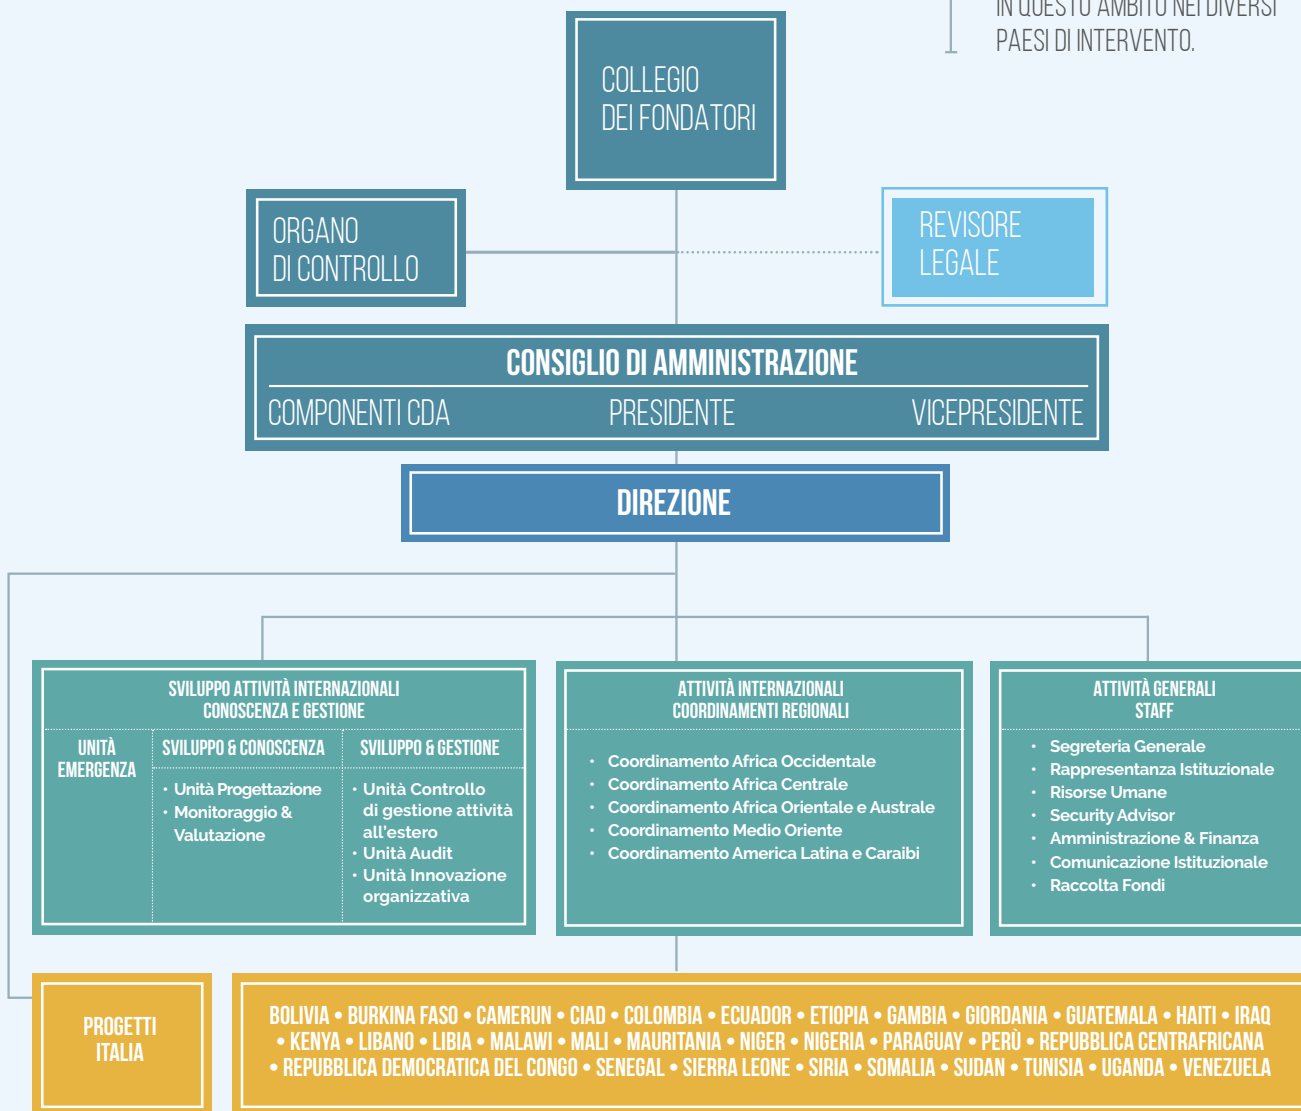 IN QUESTO AMBITO NEI DIVERSI
PAESI DI INTERVENTO.
COLLEGIO
DEI FONDATORI
ORGANO
DI CONTROLLO
REVISORE
LEGALE
CONSIGLIO DI AMMINISTRAZIONE
COMPONENTI CDA PRESIDENTE VICEPRESIDENTE
DIREZIONE
SVILUPPO ATTIVITÀ INTERNAZIONALI
CONOSCENZA E GESTIONE
UNITÀ
EMERGENZA
SVILUPPO & CONOSCENZA
• Unità Progettazione
• Monitoraggio &
Valutazione
SVILUPPO & GESTIONE
• Unità Controllo
di gestione attività
all'estero
• Unità Audit
• Unità Innovazione
organizzativa
ATTIVITÀ INTERNAZIONALI
COORDINAMENTI REGIONALI
• Coordinamento Africa Occidentale
• Coordinamento Africa Centrale
• Coordinamento Africa Orientale e Australe
• Coordinamento Medio Oriente
• Coordinamento America Latina e Caraibi
ATTIVITÀ GENERALI
STAFF
• Segreteria Generale
• Rappresentanza Istituzionale
• Risorse Umane
• Security Advisor
• Amministrazione & Finanza
• Comunicazione Istituzionale
• Raccolta Fondi
PROGETTI
ITALIA
BOLIVIA • BURKINA FASO • CAMERUN • CIAD • COLOMBIA • ECUADOR • ETIOPIA • GAMBIA • GIORDANIA • GUATEMALA • HAITI • IRAQ
• KENYA • LIBANO • LIBIA • MALAWI • MALI • MAURITANIA • NIGER • NIGERIA • PARAGUAY • PERÙ • REPUBBLICA CENTRAFRICANA
• REPUBBLICA DEMOCRATICA DEL CONGO • SENEGAL • SIERRA LEONE • SIRIA • SOMALIA • SUDAN • TUNISIA • UGANDA • VENEZUELA